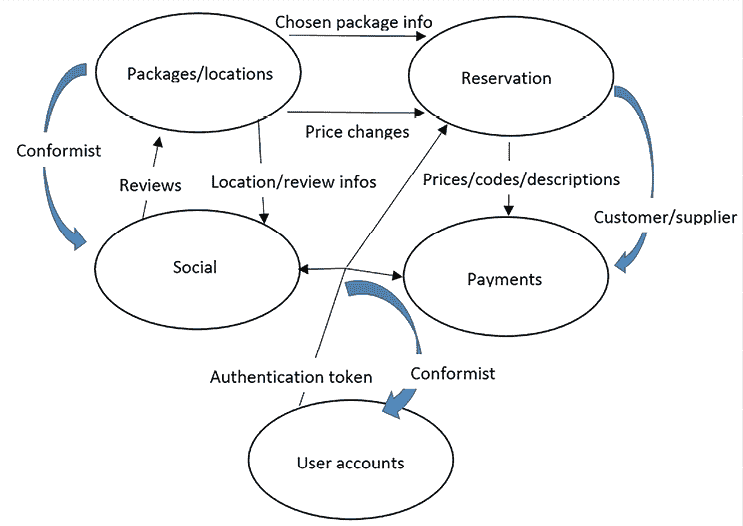 Chosen package info
Packages/locations
Reservation
Price changes
Conformist
Reviews
Location/review infos
Prices/codes/descriptions
Customer/supplier
Social
Payments
Authentication token
Conformist
User accounts